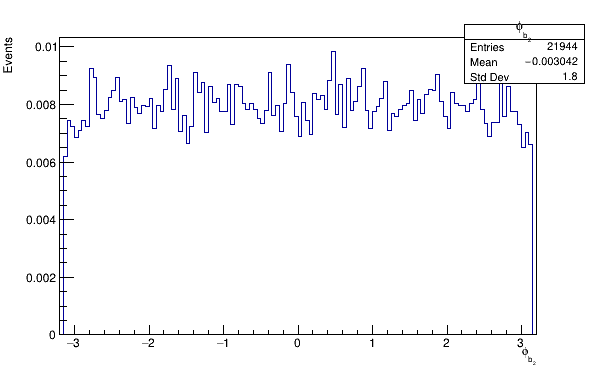 ϕb₂
Entries 21944
Mean −0.003042
Std Dev 1.8
Events
0.01
0.008
0.006
0.004
0.002
0
−3 −2 −1 0 1 2 3
ϕb₂